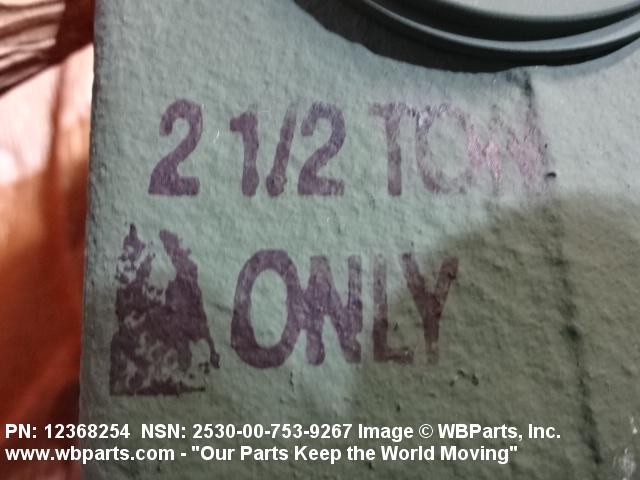 2 1/2 TON
ONLY
PN: 12368254 NSN: 2530-00-753-9267 Image © WBParts, Inc.
www.wbparts.com - "Our Parts Keep the World Moving"